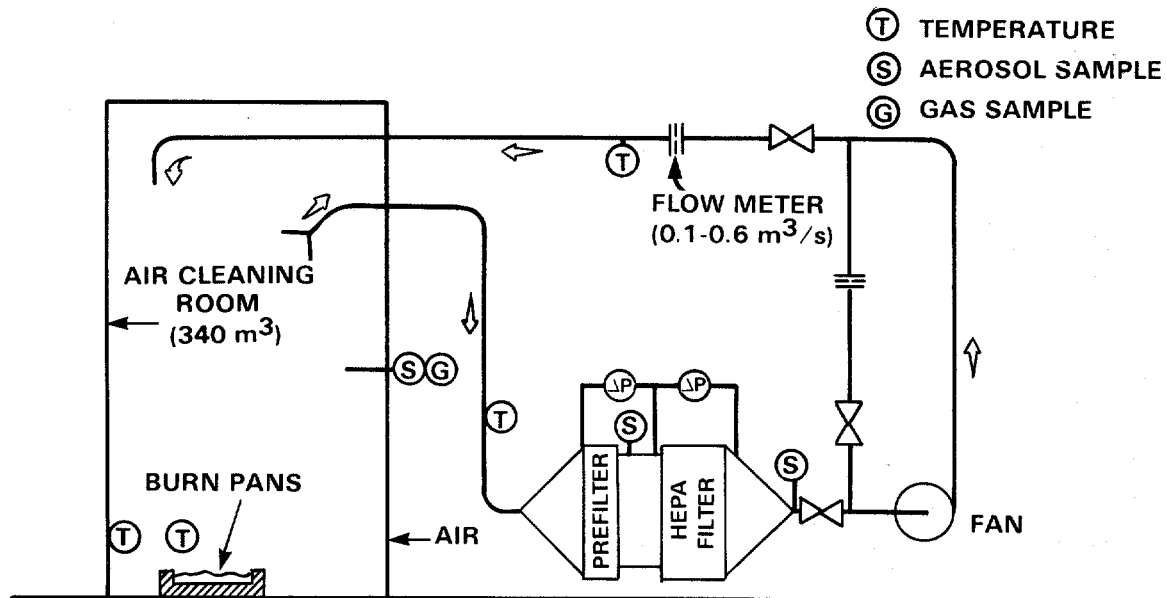 T TEMPERATURE
S AEROSOL SAMPLE
G GAS SAMPLE
T
FLOW METER
(0.1-0.6 m³/s)
AIR CLEANING
ROOM
(340 m³)
S G
ΔP ΔP
T
S
S
BURN PANS
PREFILTER
HEPA
FILTER
FAN
T T
AIR